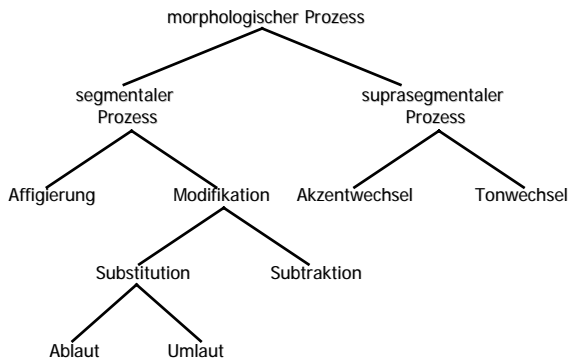 morphologischer Prozess
segmentaler
Prozess
suprasegmentaler
Prozess
Affigierung
Modifikation
Akzentwechsel
Tonwechsel
Substitution
Subtraktion
Ablaut
Umlaut